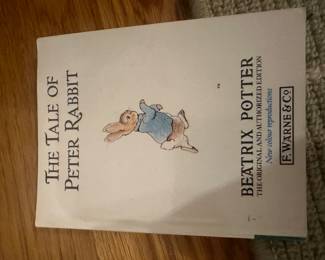 THE TALE OF
PETER RABBIT
BEATRIX POTTER
THE ORIGINAL AND AUTHORIZED EDITION
New colour reproductions
F. WARNE & Co